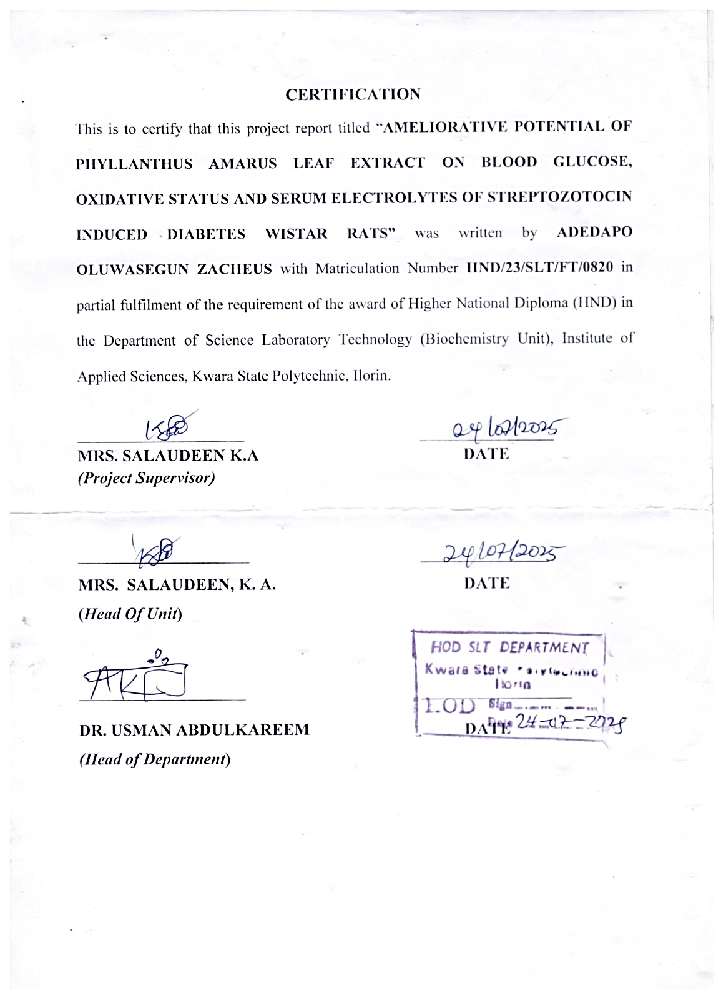 CERTIFICATION
This is to certify that this project report titled “AMELIORATIVE POTENTIAL OF
PHYLLANTHUS AMARUS LEAF EXTRACT ON BLOOD GLUCOSE,
OXIDATIVE STATUS AND SERUM ELECTROLYTES OF STREPTOZOTOCIN
INDUCED DIABETES WISTAR RATS” was written by ADEDAPO
OLUWASEGUN ZACHEUS with Matriculation Number HND/23/SLT/FT/0820 in
partial fulfilment of the requirement of the award of Higher National Diploma (HND) in
the Department of Science Laboratory Technology (Biochemistry Unit), Institute of
Applied Sciences, Kwara State Polytechnic, Ilorin.
24/07/2025
MRS. SALAUDEEN K.A DATE
(Project Supervisor)
24/07/2025
MRS. SALAUDEEN, K. A. DATE
(Head Of Unit)
HOD SLT DEPARTMENT
Kwara State Polytechnic
Ilorin
Sign
DATE 24-07-2025
DR. USMAN ABDULKAREEM
(Head of Department)